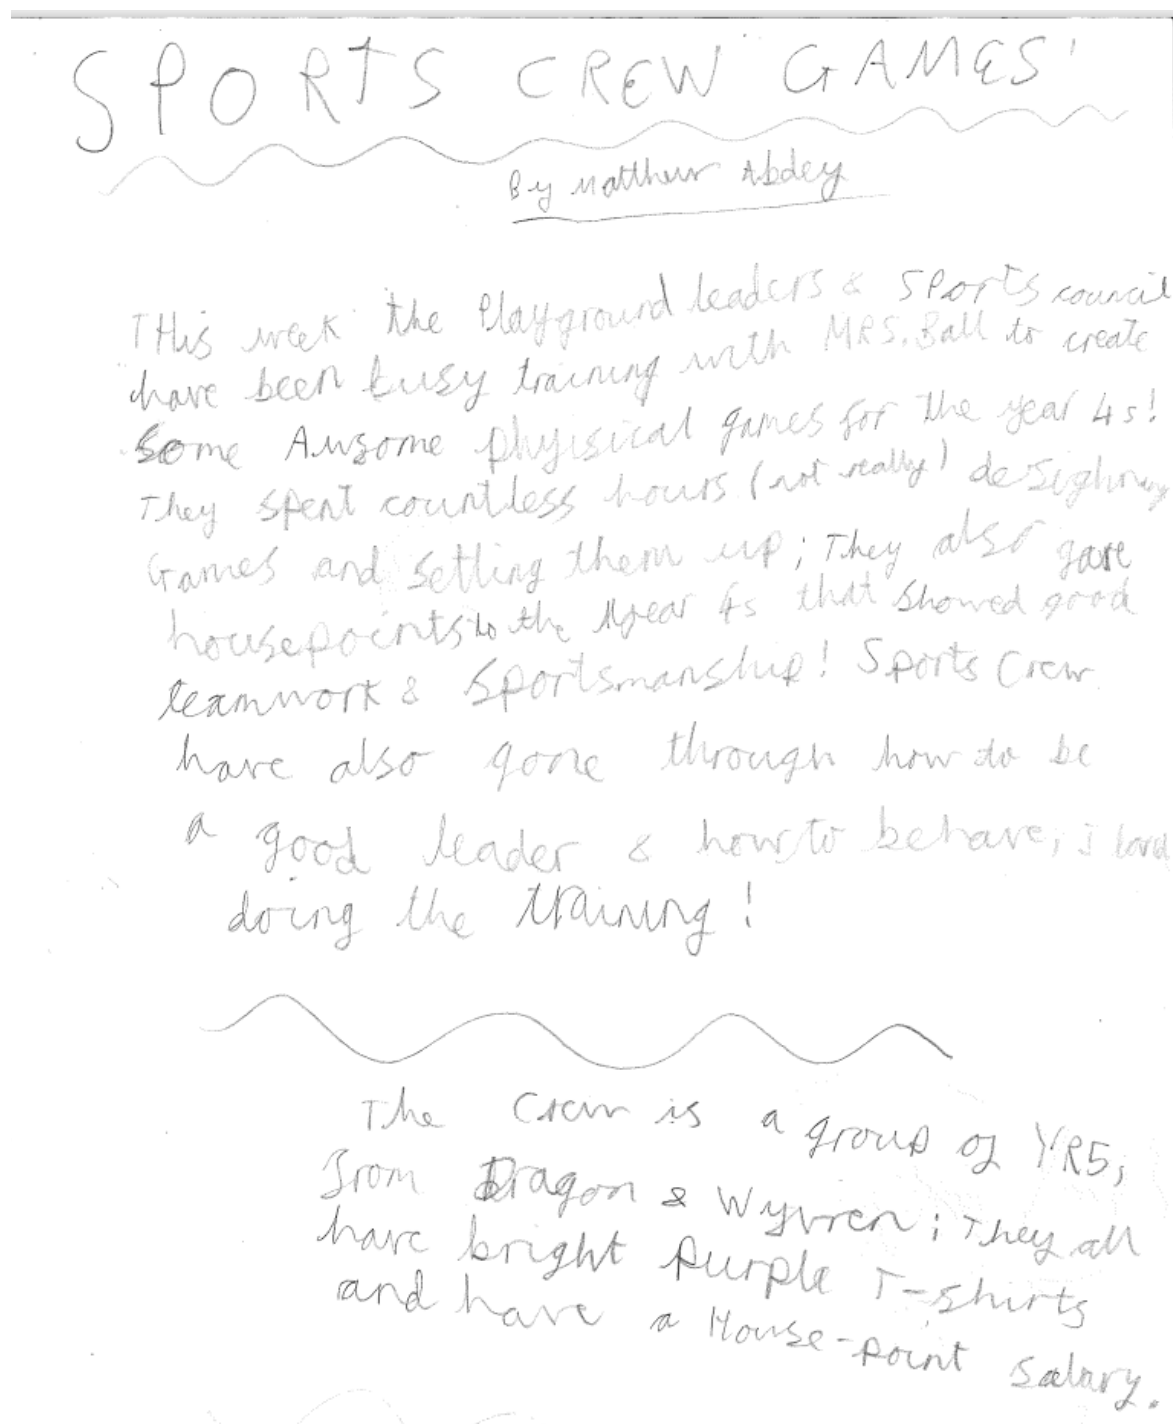 SPORTS CREW GAMES!
By Matthew Abdey
THis week the Playground leaders & SPorts council
have been busy training with MRS. Ball to create
some Awsome phyisical games for the year 4s!
They spent countless hours (not really) desighning
Games and setting them up; They also gave
housepoints to the year 4s that showed good
teamwork & sportsmanship! Sports Crew
have also gone through how to be
a good leader & how to behave, I loved
doing the training!
The Crew is a group of YR5,
from Dragon & Wyvren; They all
have bright purple T-shirts
and have a House-point salary.